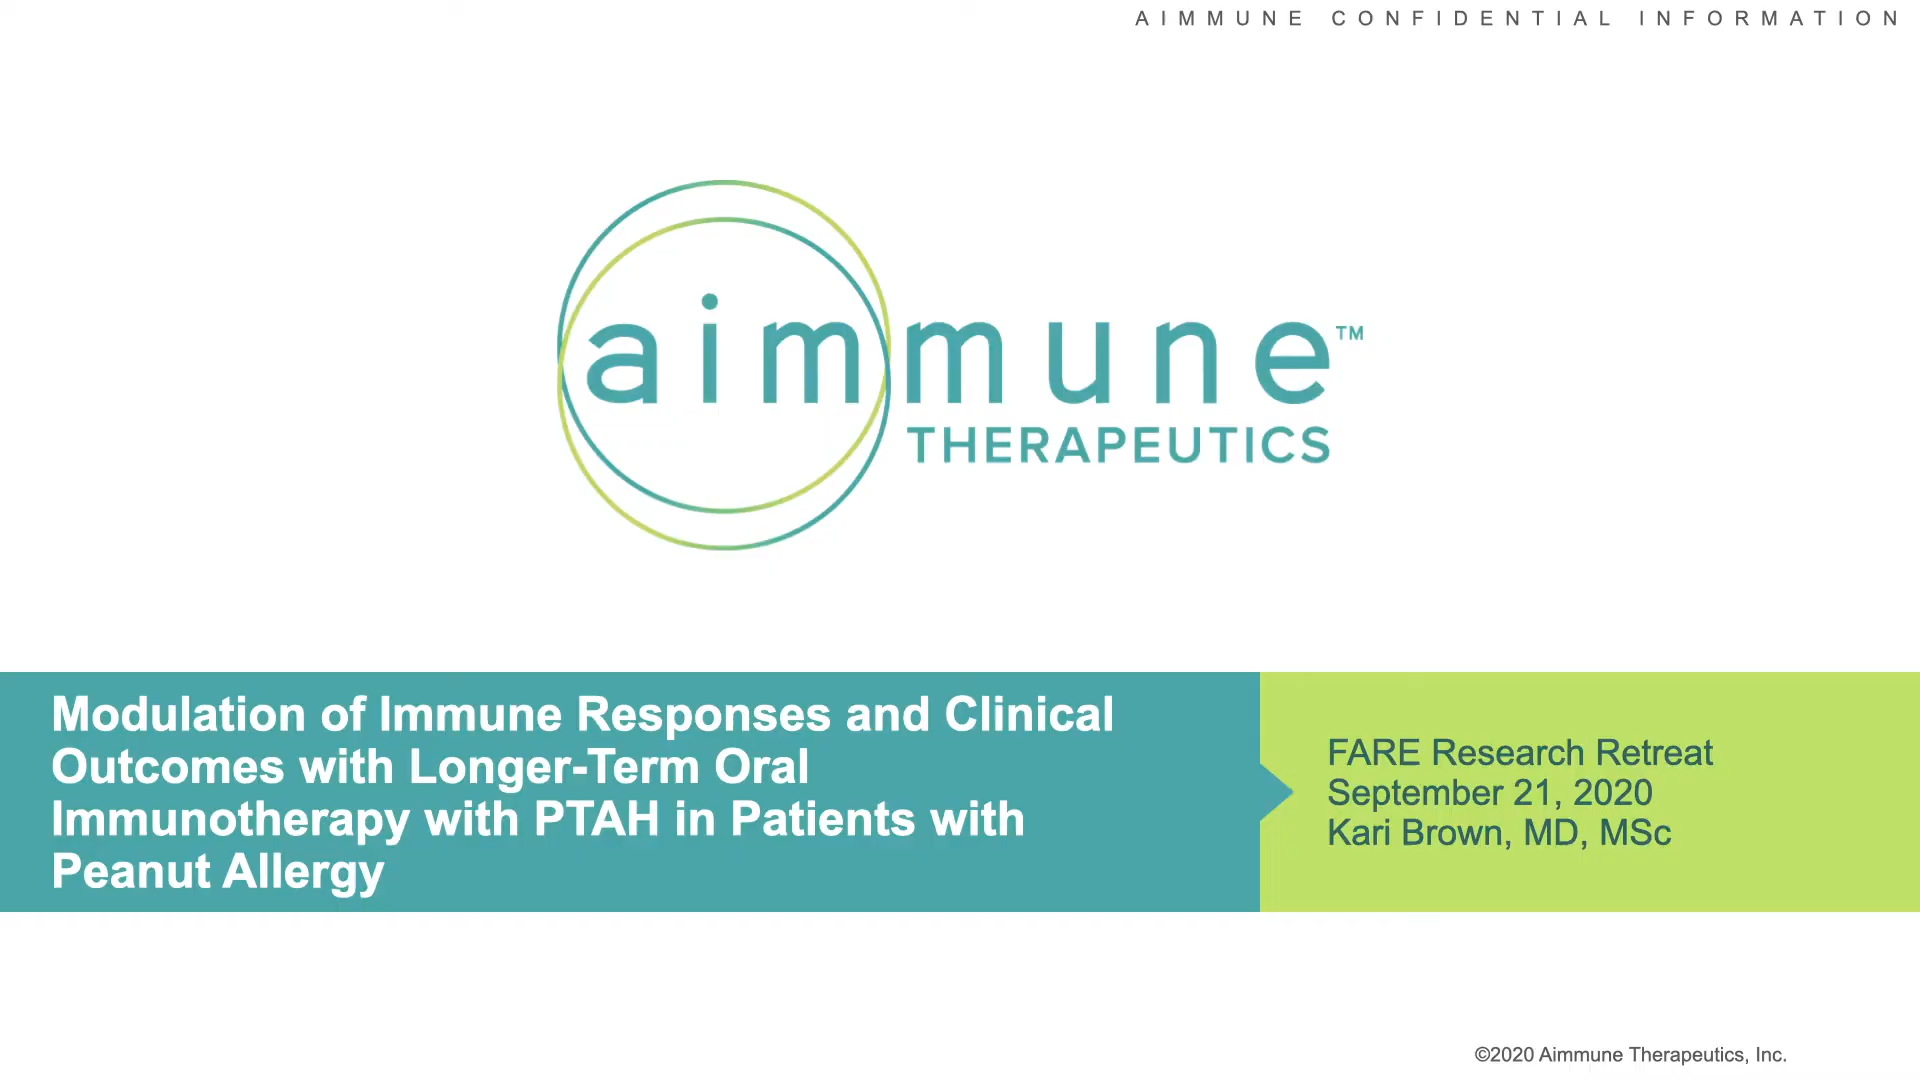 AIMMUNE CONFIDENTIAL INFORMATION
aimmune™
THERAPEUTICS
Modulation of Immune Responses and Clinical
Outcomes with Longer-Term Oral
Immunotherapy with PTAH in Patients with
Peanut Allergy
FARE Research Retreat
September 21, 2020
Kari Brown, MD, MSc
©2020 Aimmune Therapeutics, Inc.